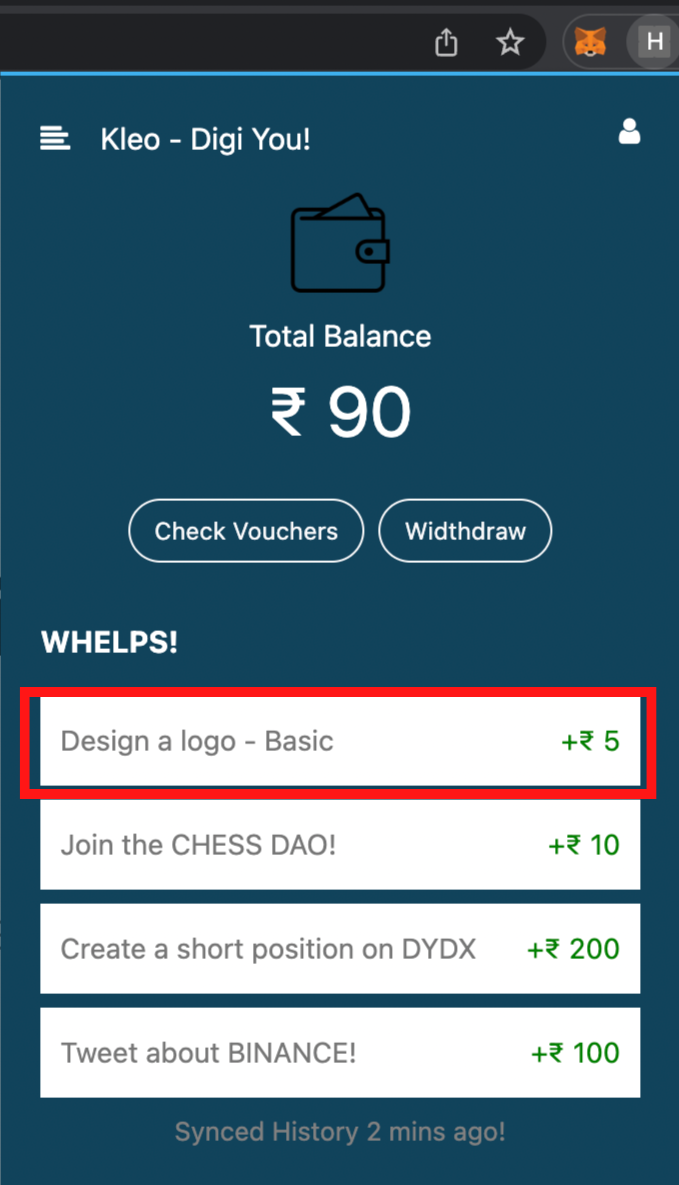 H
Kleo - Digi You!
Total Balance
₹ 90
Check Vouchers
Widthdraw
WHELPS!
Design a logo - Basic +₹ 5
Join the CHESS DAO! +₹ 10
Create a short position on DYDX +₹ 200
Tweet about BINANCE! +₹ 100
Synced History 2 mins ago!